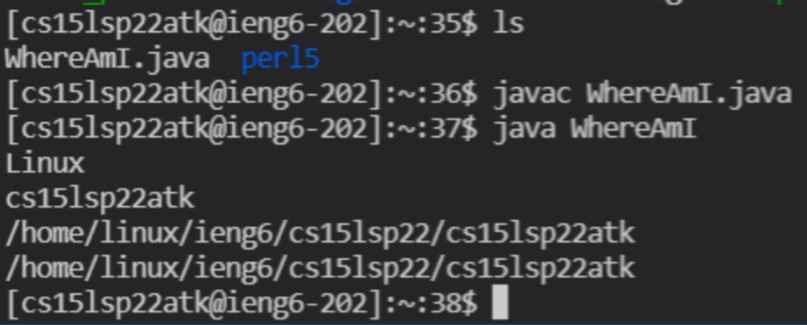 [cs15lsp22atk@ieng6-202]:~:35$ ls
WhereAmI.java  perl5
[cs15lsp22atk@ieng6-202]:~:36$ javac WhereAmI.java
[cs15lsp22atk@ieng6-202]:~:37$ java WhereAmI
Linux
cs15lsp22atk
/home/linux/ieng6/cs15lsp22/cs15lsp22atk
/home/linux/ieng6/cs15lsp22/cs15lsp22atk
[cs15lsp22atk@ieng6-202]:~:38$